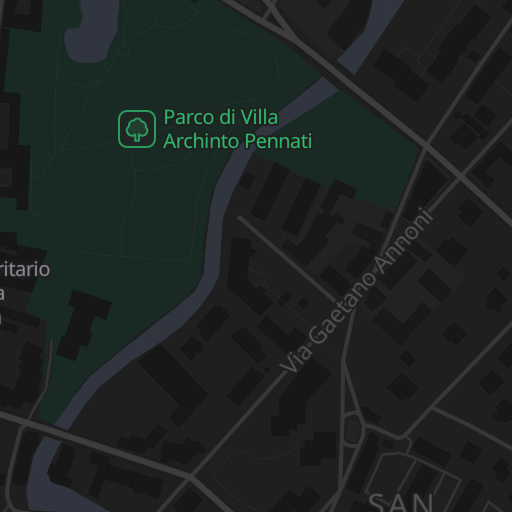 Parco di Villa
Archinto Pennati
ritario
a
Via Gaetano Annoni
SAN